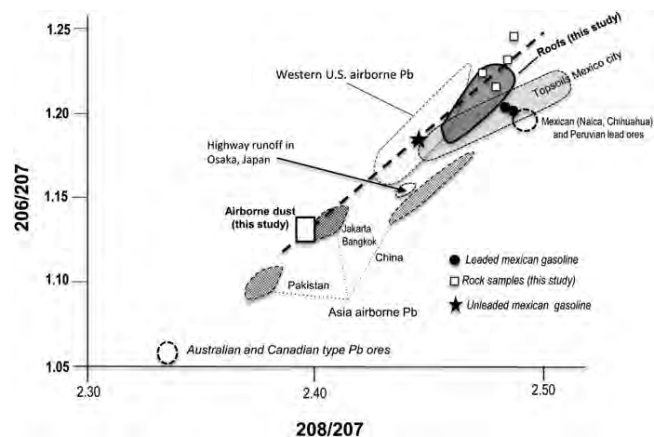 1.25
1.20
1.15
1.10
1.05
206/207
Western U.S. airborne Pb
Roofs (this study)
Topsoils Mexico city
Mexican (Naica, Chihuahua)
and Peruvian lead ores
Highway runoff in
Osaka, Japan
Airborne dust
(this study)
Jakarta
Bangkok
China
Pakistan
Asia airborne Pb
Leaded mexican gasoline
Rock samples (this study)
Unleaded mexican gasoline
Australian and Canadian type Pb ores
2.30
2.40
2.50
208/207